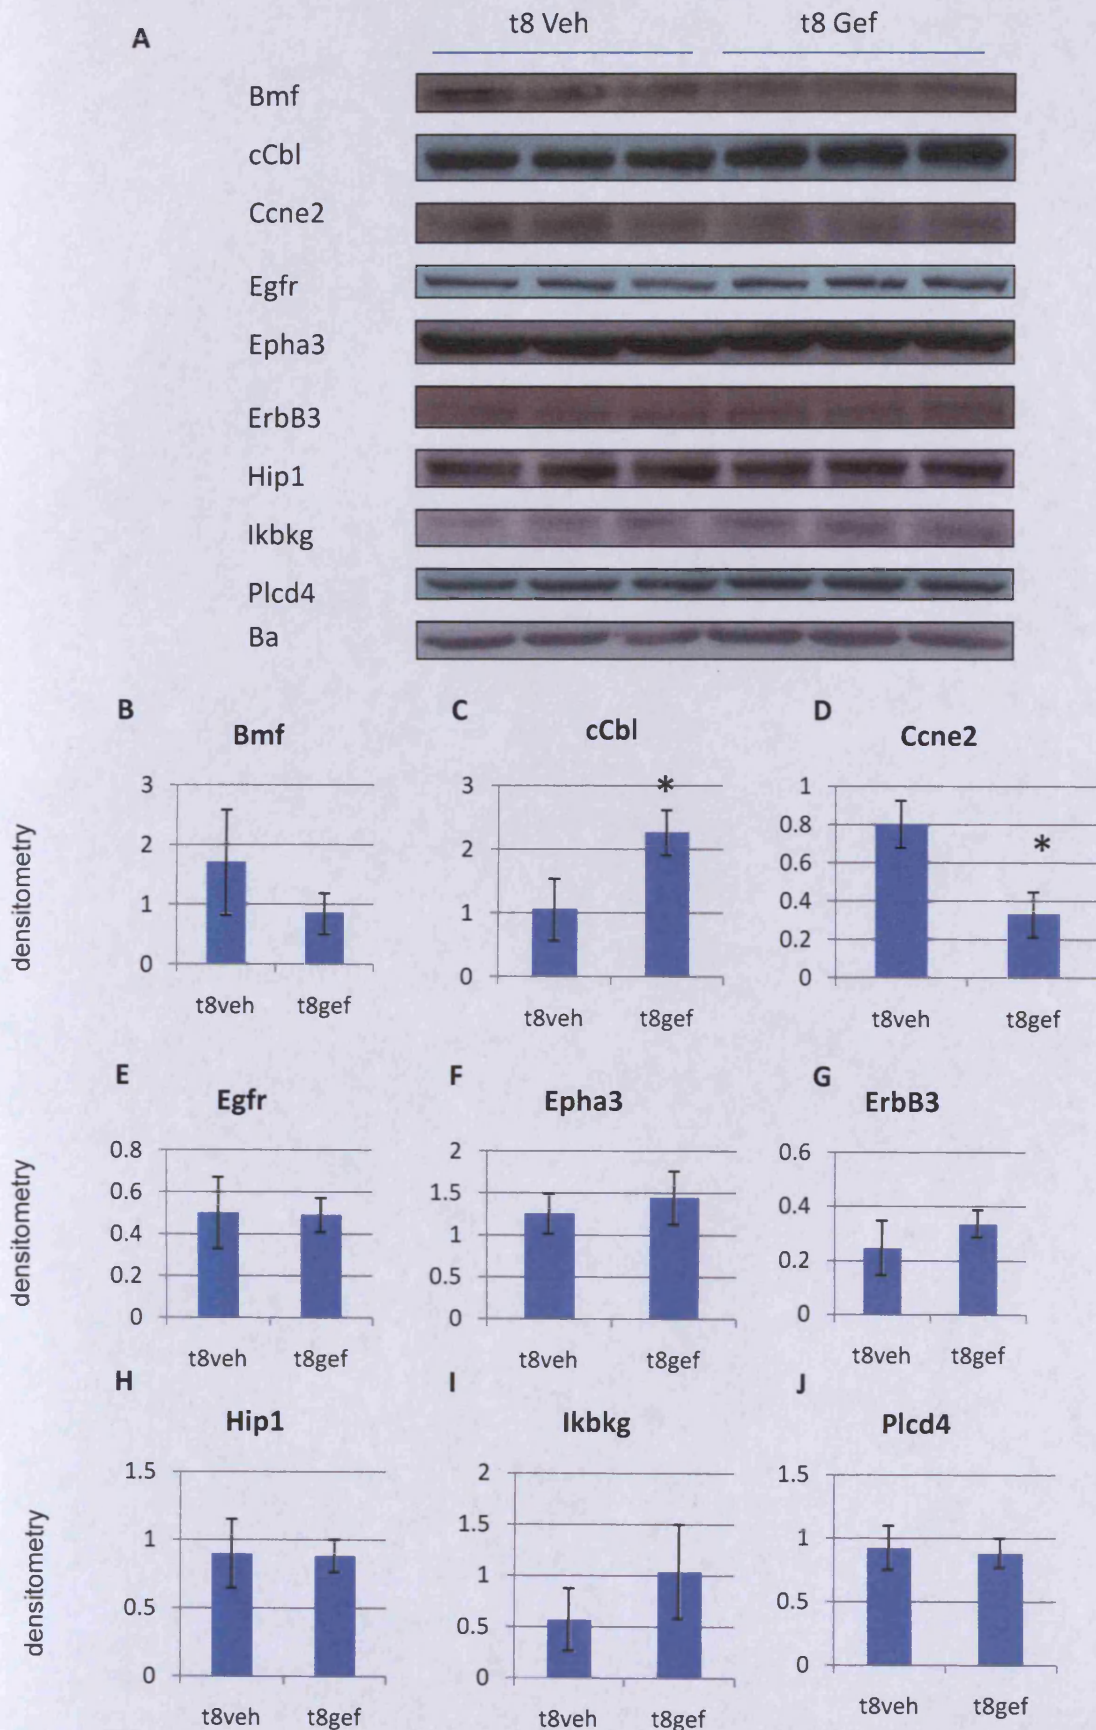 A
t8 Veh t8 Gef
Bmf
cCbl
Ccne2
Egfr
Epha3
ErbB3
Hip1
Ikbkg
Plcd4
Ba
B C D
Bmf cCbl Ccne2
densitometry
3
2
1
0
t8veh t8gef
3
2
1
0
*
t8veh t8gef
1
0.8
0.6
0.4
0.2
0
*
t8veh t8gef
E F G
Egfr Epha3 ErbB3
densitometry
0.8
0.6
0.4
0.2
0
t8veh t8gef
2
1.5
1
0.5
0
t8veh t8gef
0.6
0.4
0.2
0
t8veh t8gef
H I J
Hip1 Ikbkg Plcd4
densitometry
1.5
1
0.5
0
t8veh t8gef
2
1.5
1
0.5
0
t8veh t8gef
1.5
1
0.5
0
t8veh t8gef